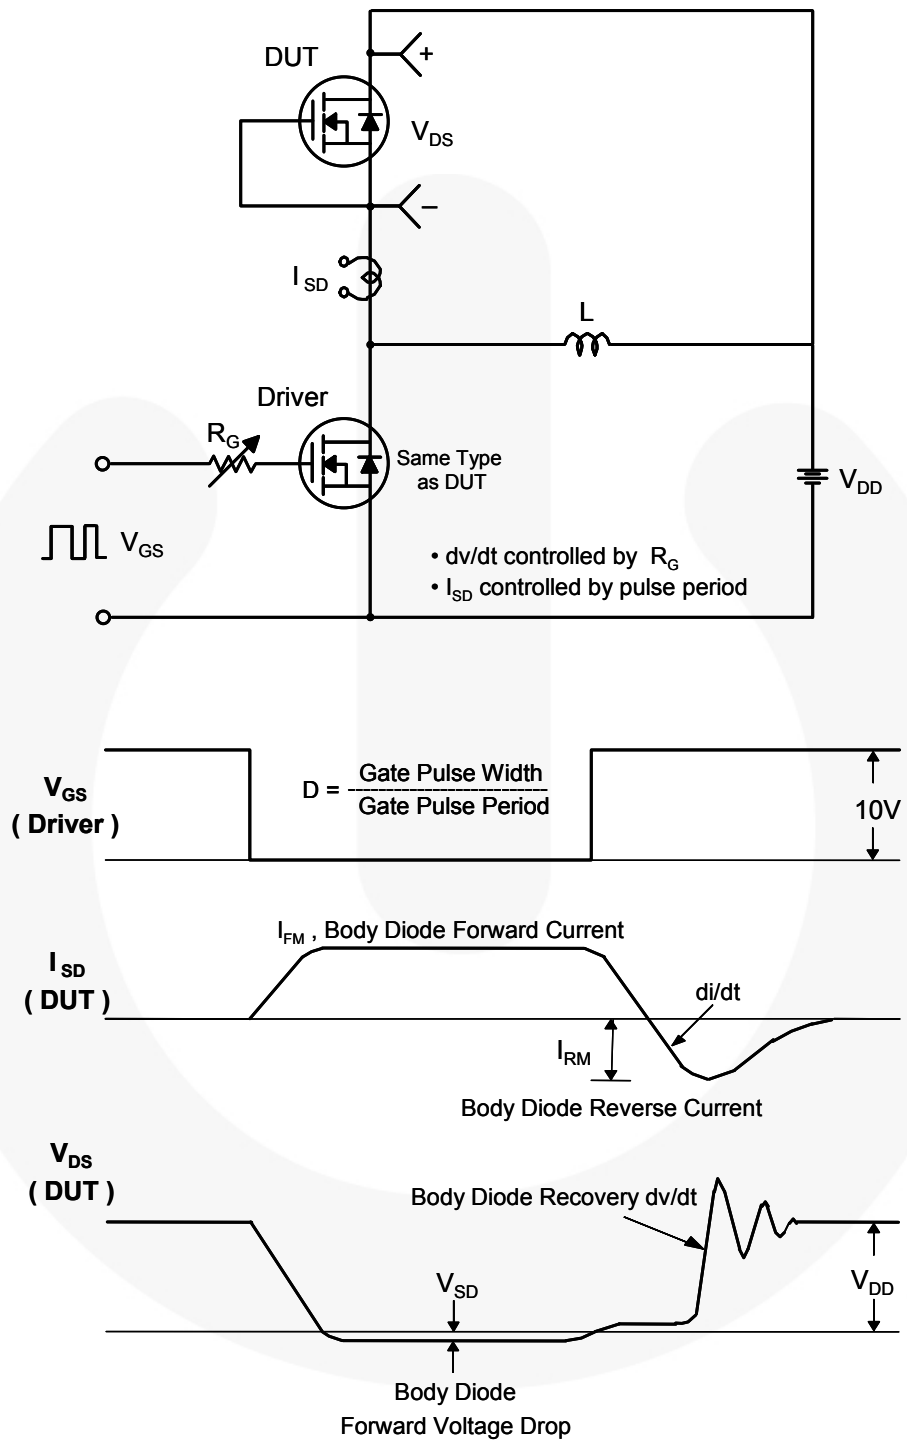 DUT
+
V_DS
−
I_SD
L
Driver
R_G
Same Type
as DUT
V_DD
V_GS
• dv/dt controlled by R_G
• I_SD controlled by pulse period
V_GS
( Driver )
D = Gate Pulse Width
Gate Pulse Period
10V
I_FM , Body Diode Forward Current
I_SD
( DUT )
di/dt
I_RM
Body Diode Reverse Current
V_DS
( DUT )
Body Diode Recovery dv/dt
V_SD
V_DD
Body Diode
Forward Voltage Drop